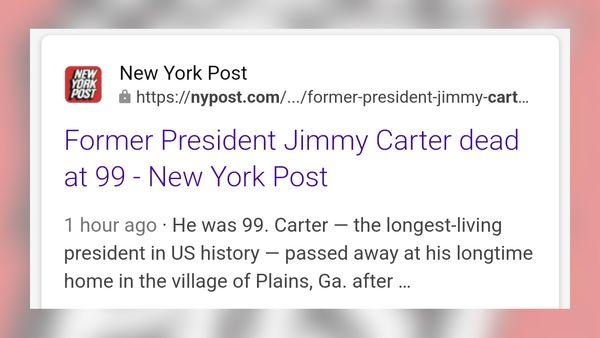 NEW
YORK
POST
New York Post
https://nypost.com/.../former-president-jimmy-cart...
Former President Jimmy Carter dead
at 99 - New York Post
1 hour ago · He was 99. Carter — the longest-living
president in US history — passed away at his longtime
home in the village of Plains, Ga. after ...